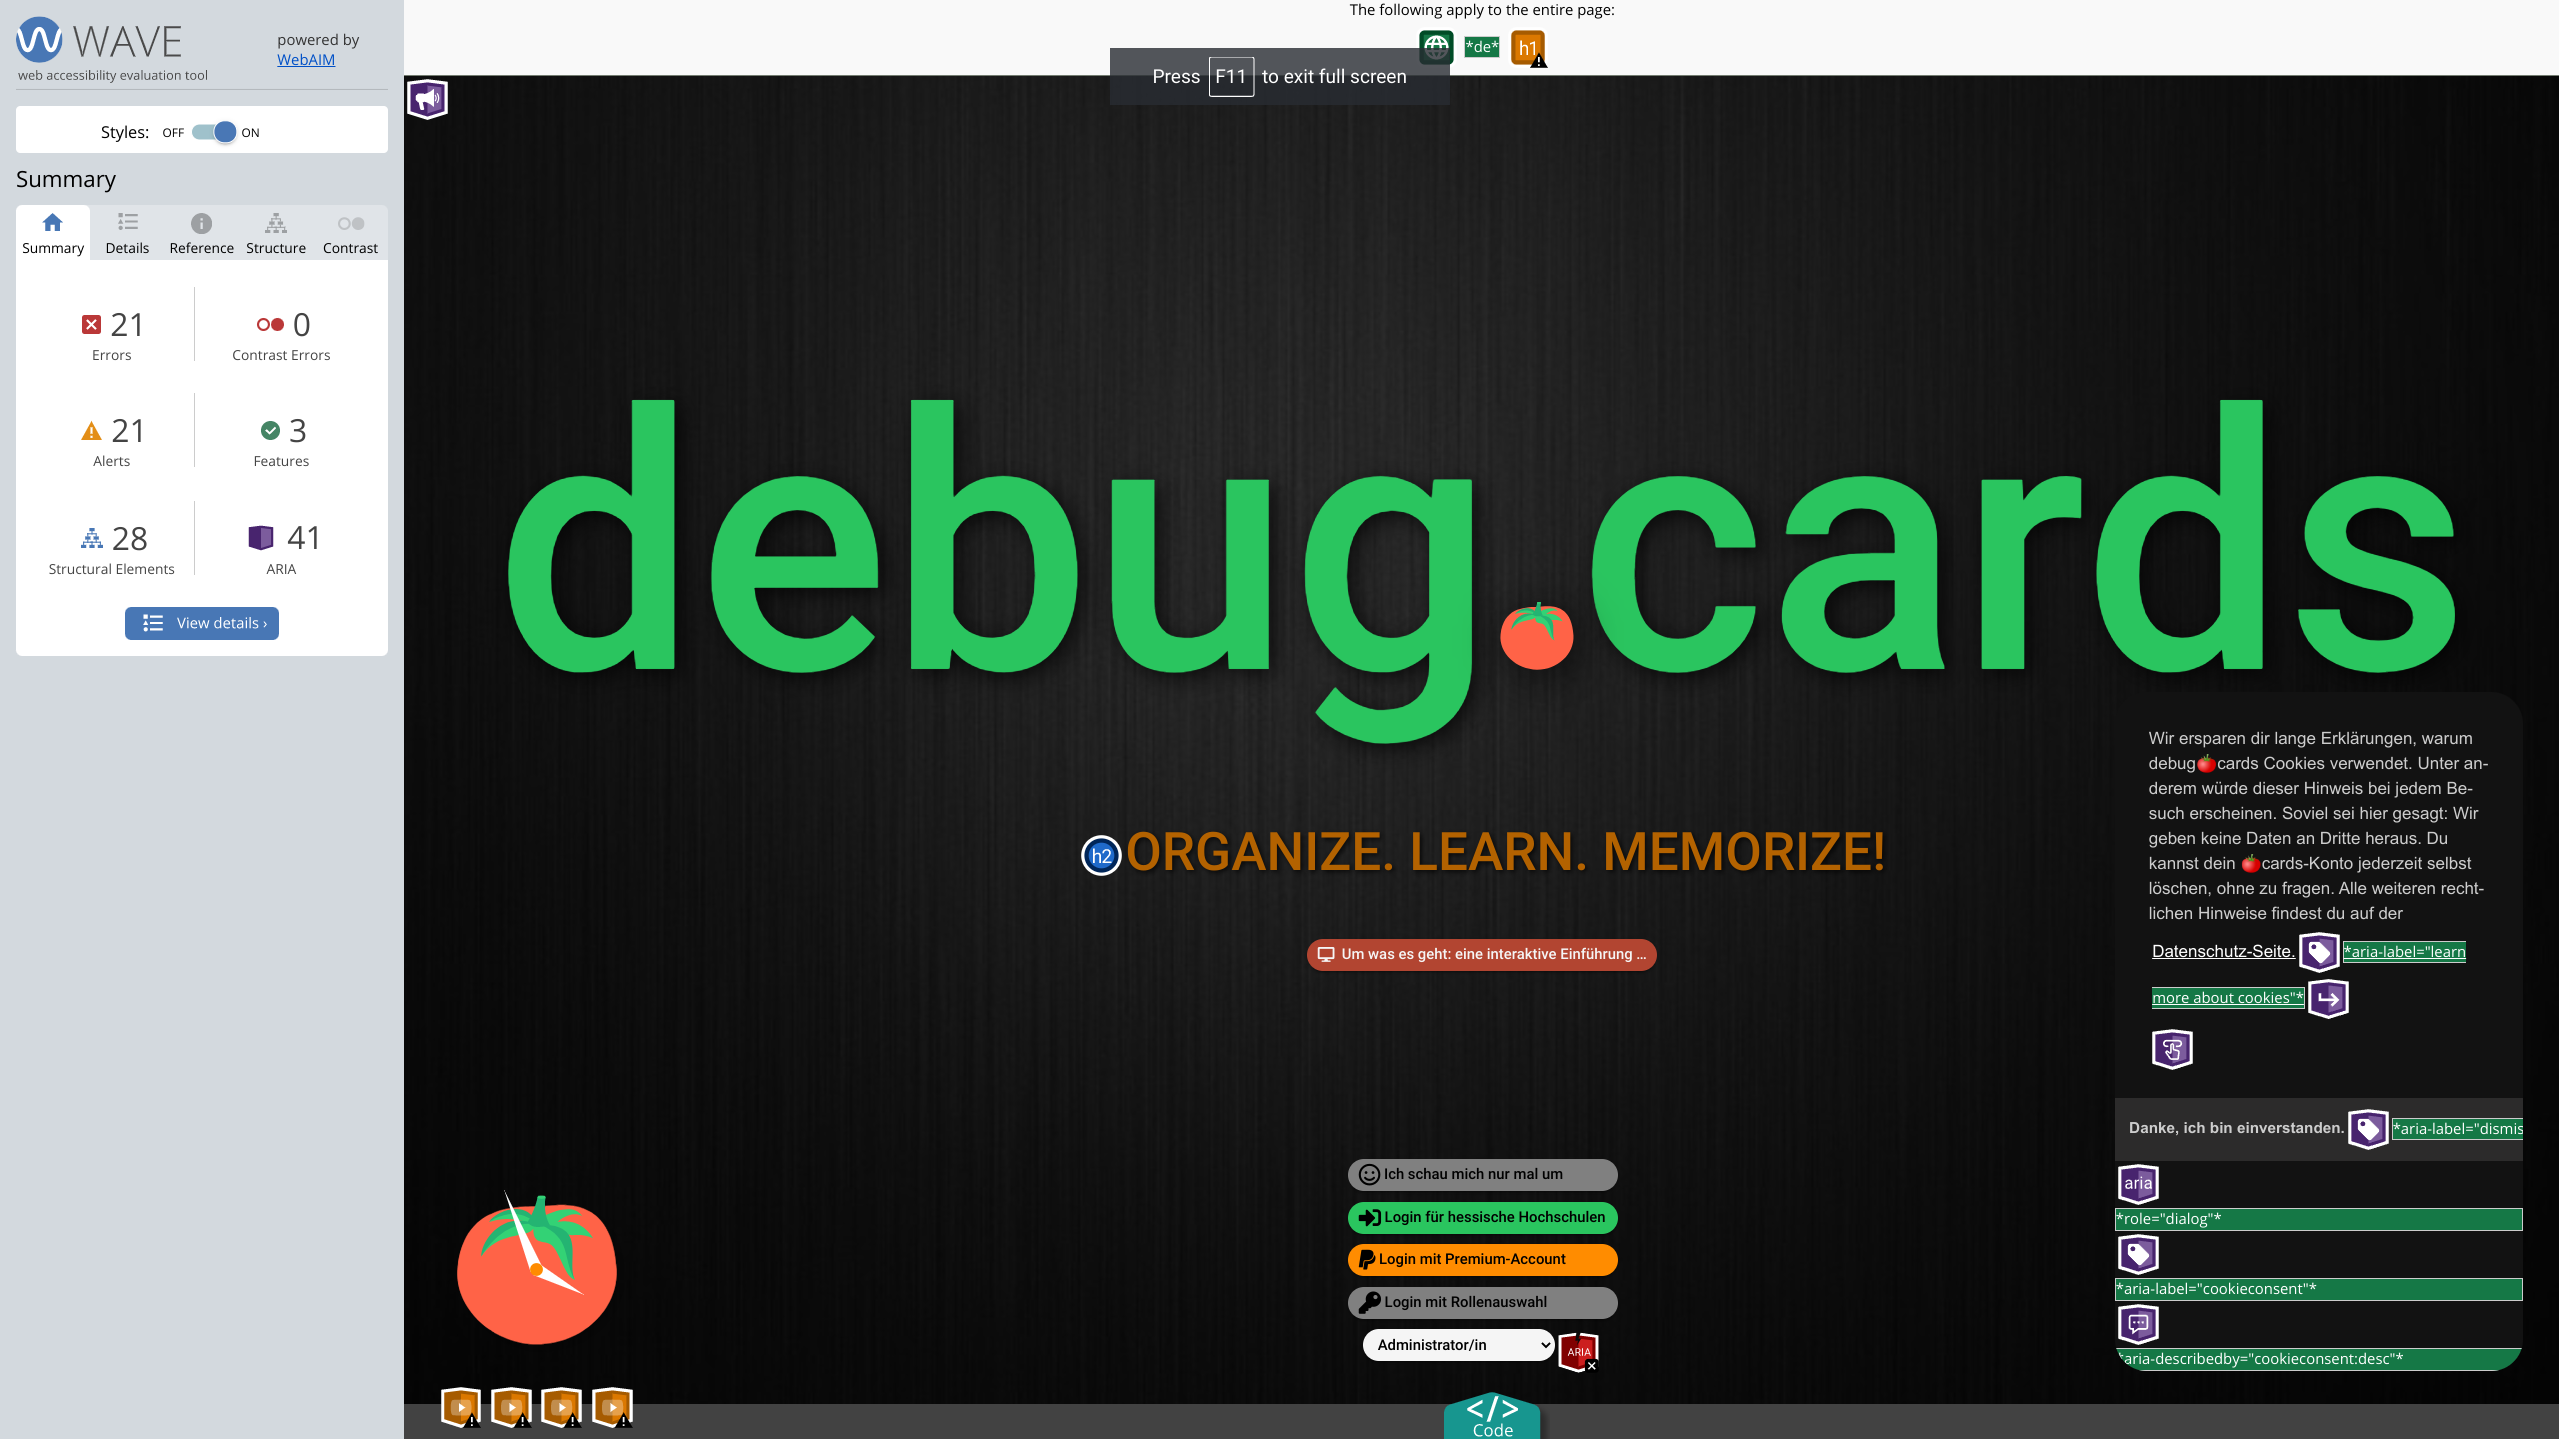 WAVE
web accessibility evaluation tool
powered by
WebAIM
Styles: OFF ON
Summary
Summary Details Reference Structure Contrast
21 Errors
0 Contrast Errors
21 Alerts
3 Features
28 Structural Elements
41 ARIA
View details ›
The following apply to the entire page:
*de* h1
Press F11 to exit full screen
debug.cards
h2 ORGANIZE. LEARN. MEMORIZE!
Um was es geht: eine interaktive Einführung ...
Ich schau mich nur mal um
Login für hessische Hochschulen
Login mit Premium-Account
Login mit Rollenauswahl
Administrator/in
ARIA
</>
Code
Wir ersparen dir lange Erklärungen, warum
debug🍅cards Cookies verwendet. Unter an-
derem würde dieser Hinweis bei jedem Be-
such erscheinen. Soviel sei hier gesagt: Wir
geben keine Daten an Dritte heraus. Du
kannst dein 🍅cards-Konto jederzeit selbst
löschen, ohne zu fragen. Alle weiteren recht-
lichen Hinweise findest du auf der
Datenschutz-Seite. *aria-label="learn
more about cookies"*
Danke, ich bin einverstanden. *aria-label="dismis
aria
*role="dialog"*
*aria-label="cookieconsent"*
*aria-describedby="cookieconsent:desc"*